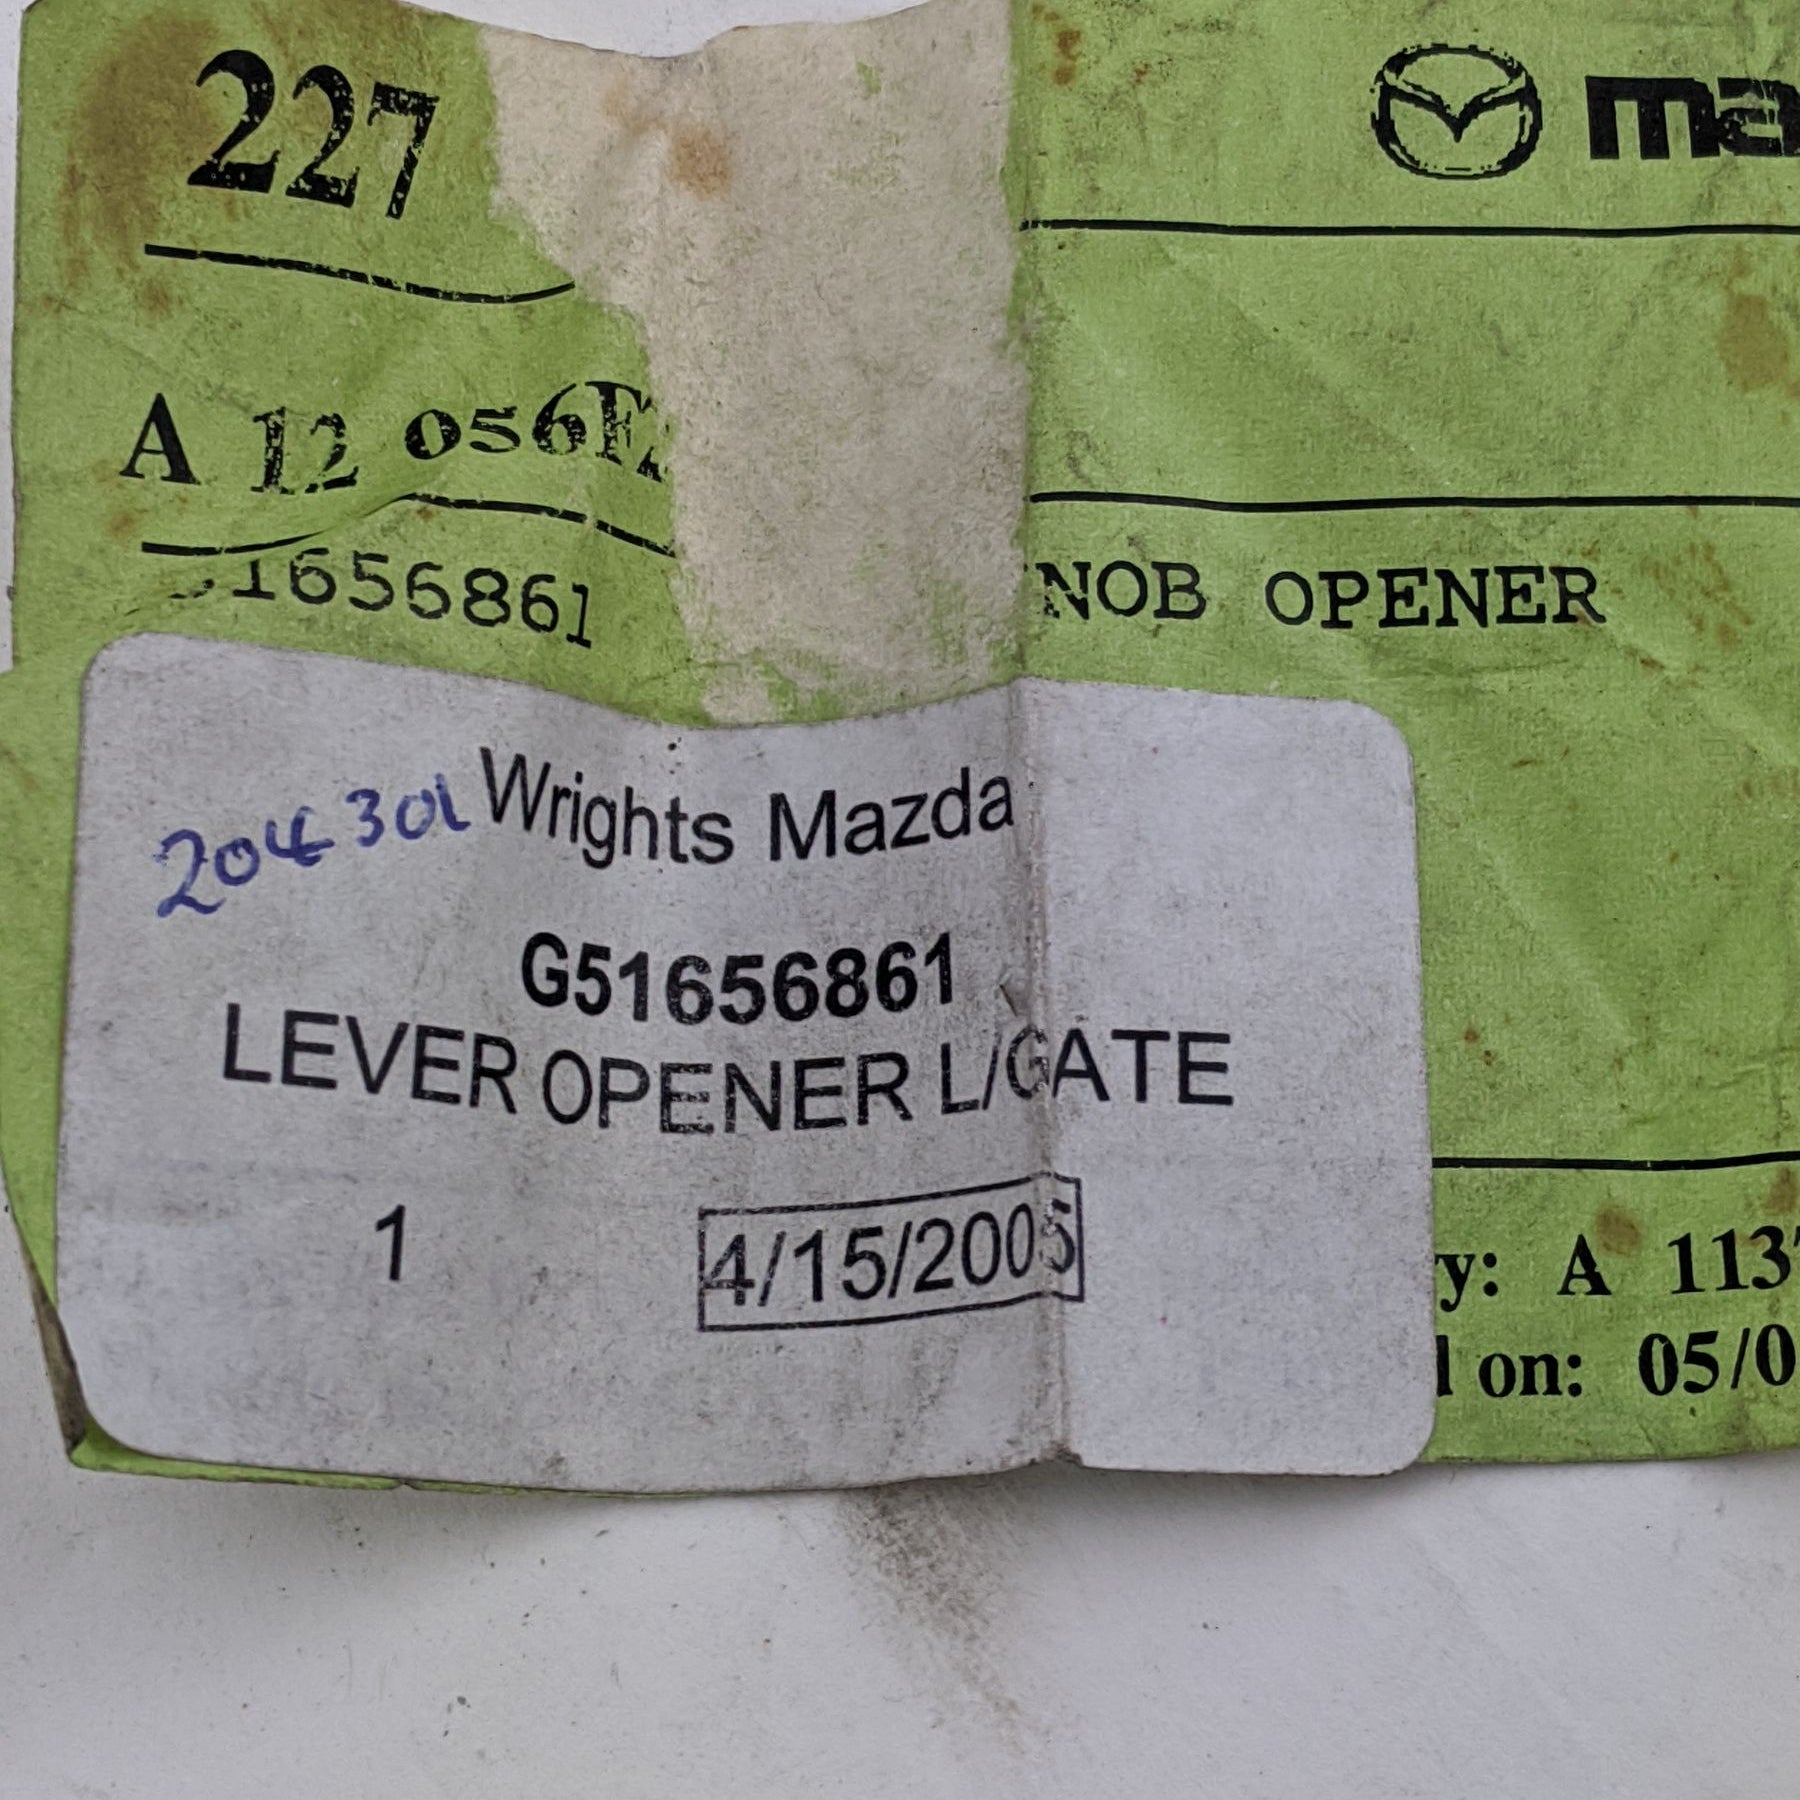 227
A 12 056F
1656861
NOB OPENER
204301 Wrights Mazda
G51656861
LEVER OPENER L/GATE
1 4/15/2005
y: A 113
on: 05/0